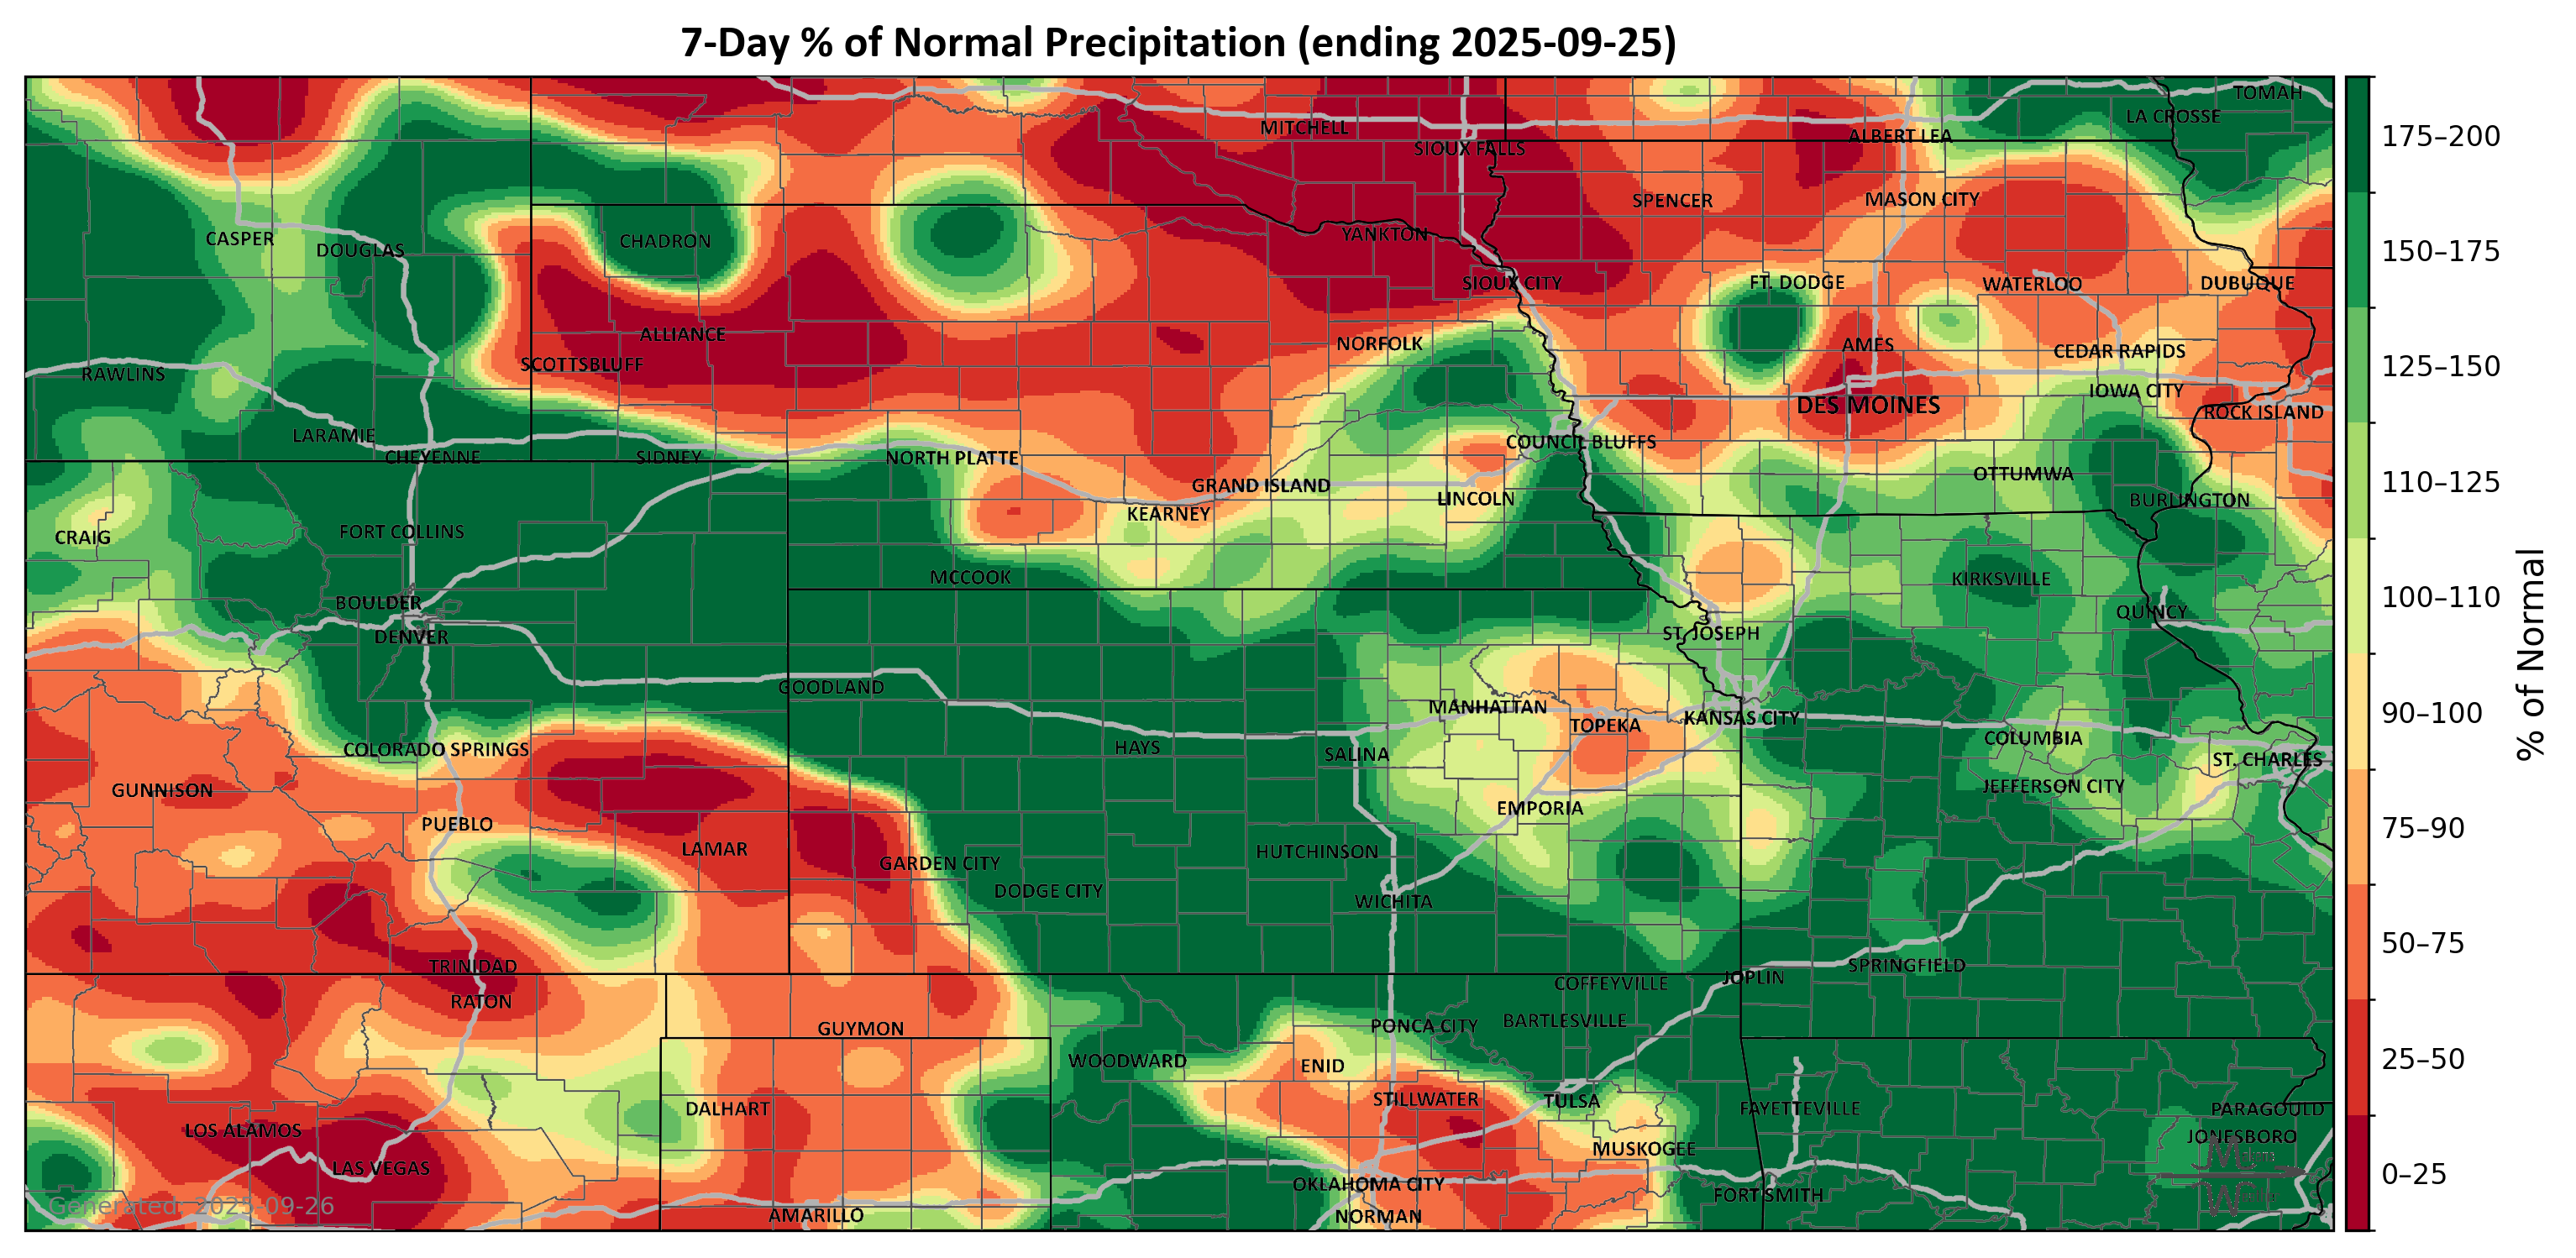 7-Day % of Normal Precipitation (ending 2025-09-25)
TOMAH
LA CROSSE
MITCHELL
ALBERT LEA
SIOUX FALLS
SPENCER
MASON CITY
YANKTON
CASPER
DOUGLAS
CHADRON
SIOUX CITY
FT. DODGE
WATERLOO
DUBUQUE
ALLIANCE
NORFOLK
AMES
CEDAR RAPIDS
SCOTTSBLUFF
RAWLINS
IOWA CITY
DES MOINES
ROCK ISLAND
LARAMIE
COUNCIL BLUFFS
CHEYENNE
SIDNEY
NORTH PLATTE
OTTUMWA
GRAND ISLAND
LINCOLN
BURLINGTON
KEARNEY
CRAIG
FORT COLLINS
MCCOOK
KIRKSVILLE
BOULDER
QUINCY
DENVER
ST. JOSEPH
GOODLAND
MANHATTAN
TOPEKA
KANSAS CITY
COLORADO SPRINGS
HAYS
SALINA
COLUMBIA
ST. CHARLES
GUNNISON
JEFFERSON CITY
EMPORIA
PUEBLO
LAMAR
GARDEN CITY
HUTCHINSON
DODGE CITY
WICHITA
TRINIDAD
SPRINGFIELD
JOPLIN
COFFEYVILLE
RATON
GUYMON
PONCA CITY
BARTLESVILLE
WOODWARD
ENID
DALHART
STILLWATER
TULSA
FAYETTEVILLE
PARAGOULD
LOS ALAMOS
JONESBORO
MUSKOGEE
LAS VEGAS
OKLAHOMA CITY
FORT SMITH
AMARILLO
NORMAN
Generated: 2025-09-26
175–200
150–175
125–150
110–125
100–110
90–100
75–90
50–75
25–50
0–25
% of Normal